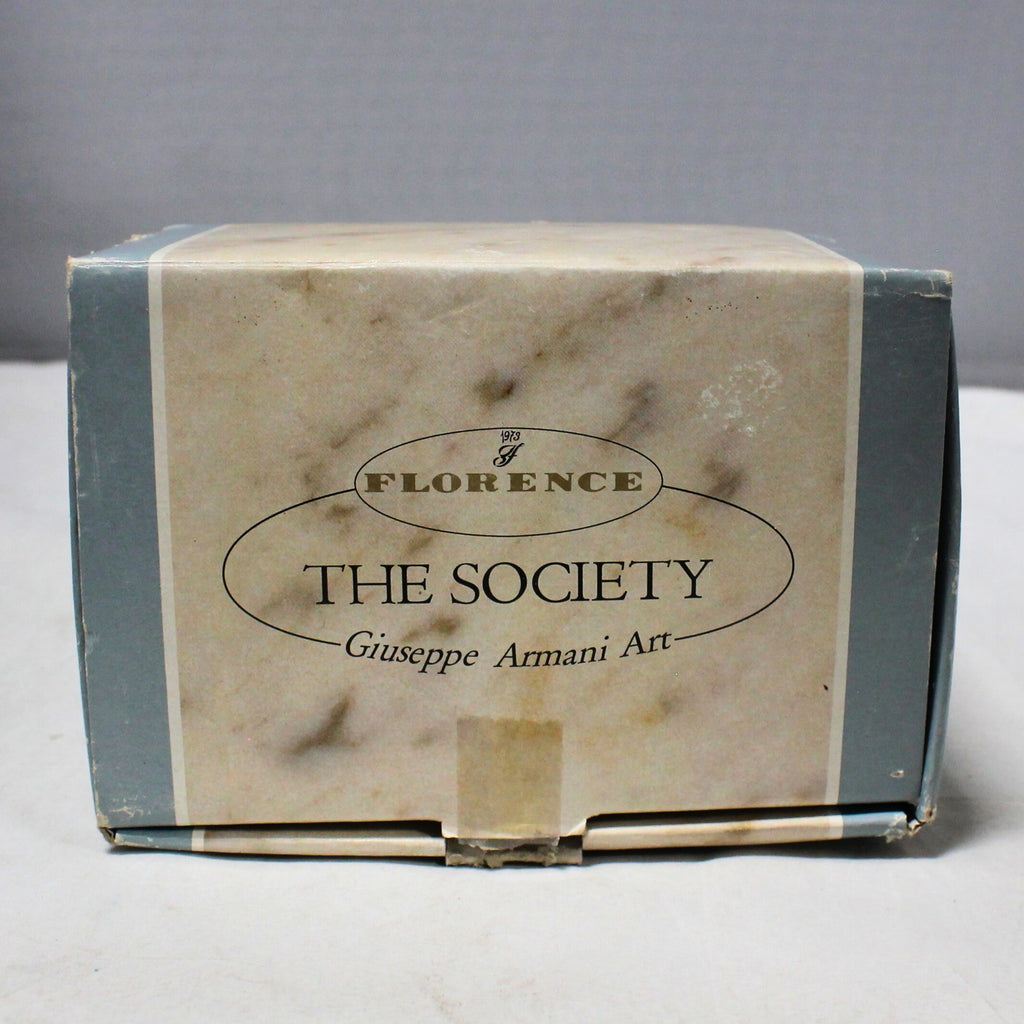 1973
FLORENCE
THE SOCIETY
Giuseppe Armani Art